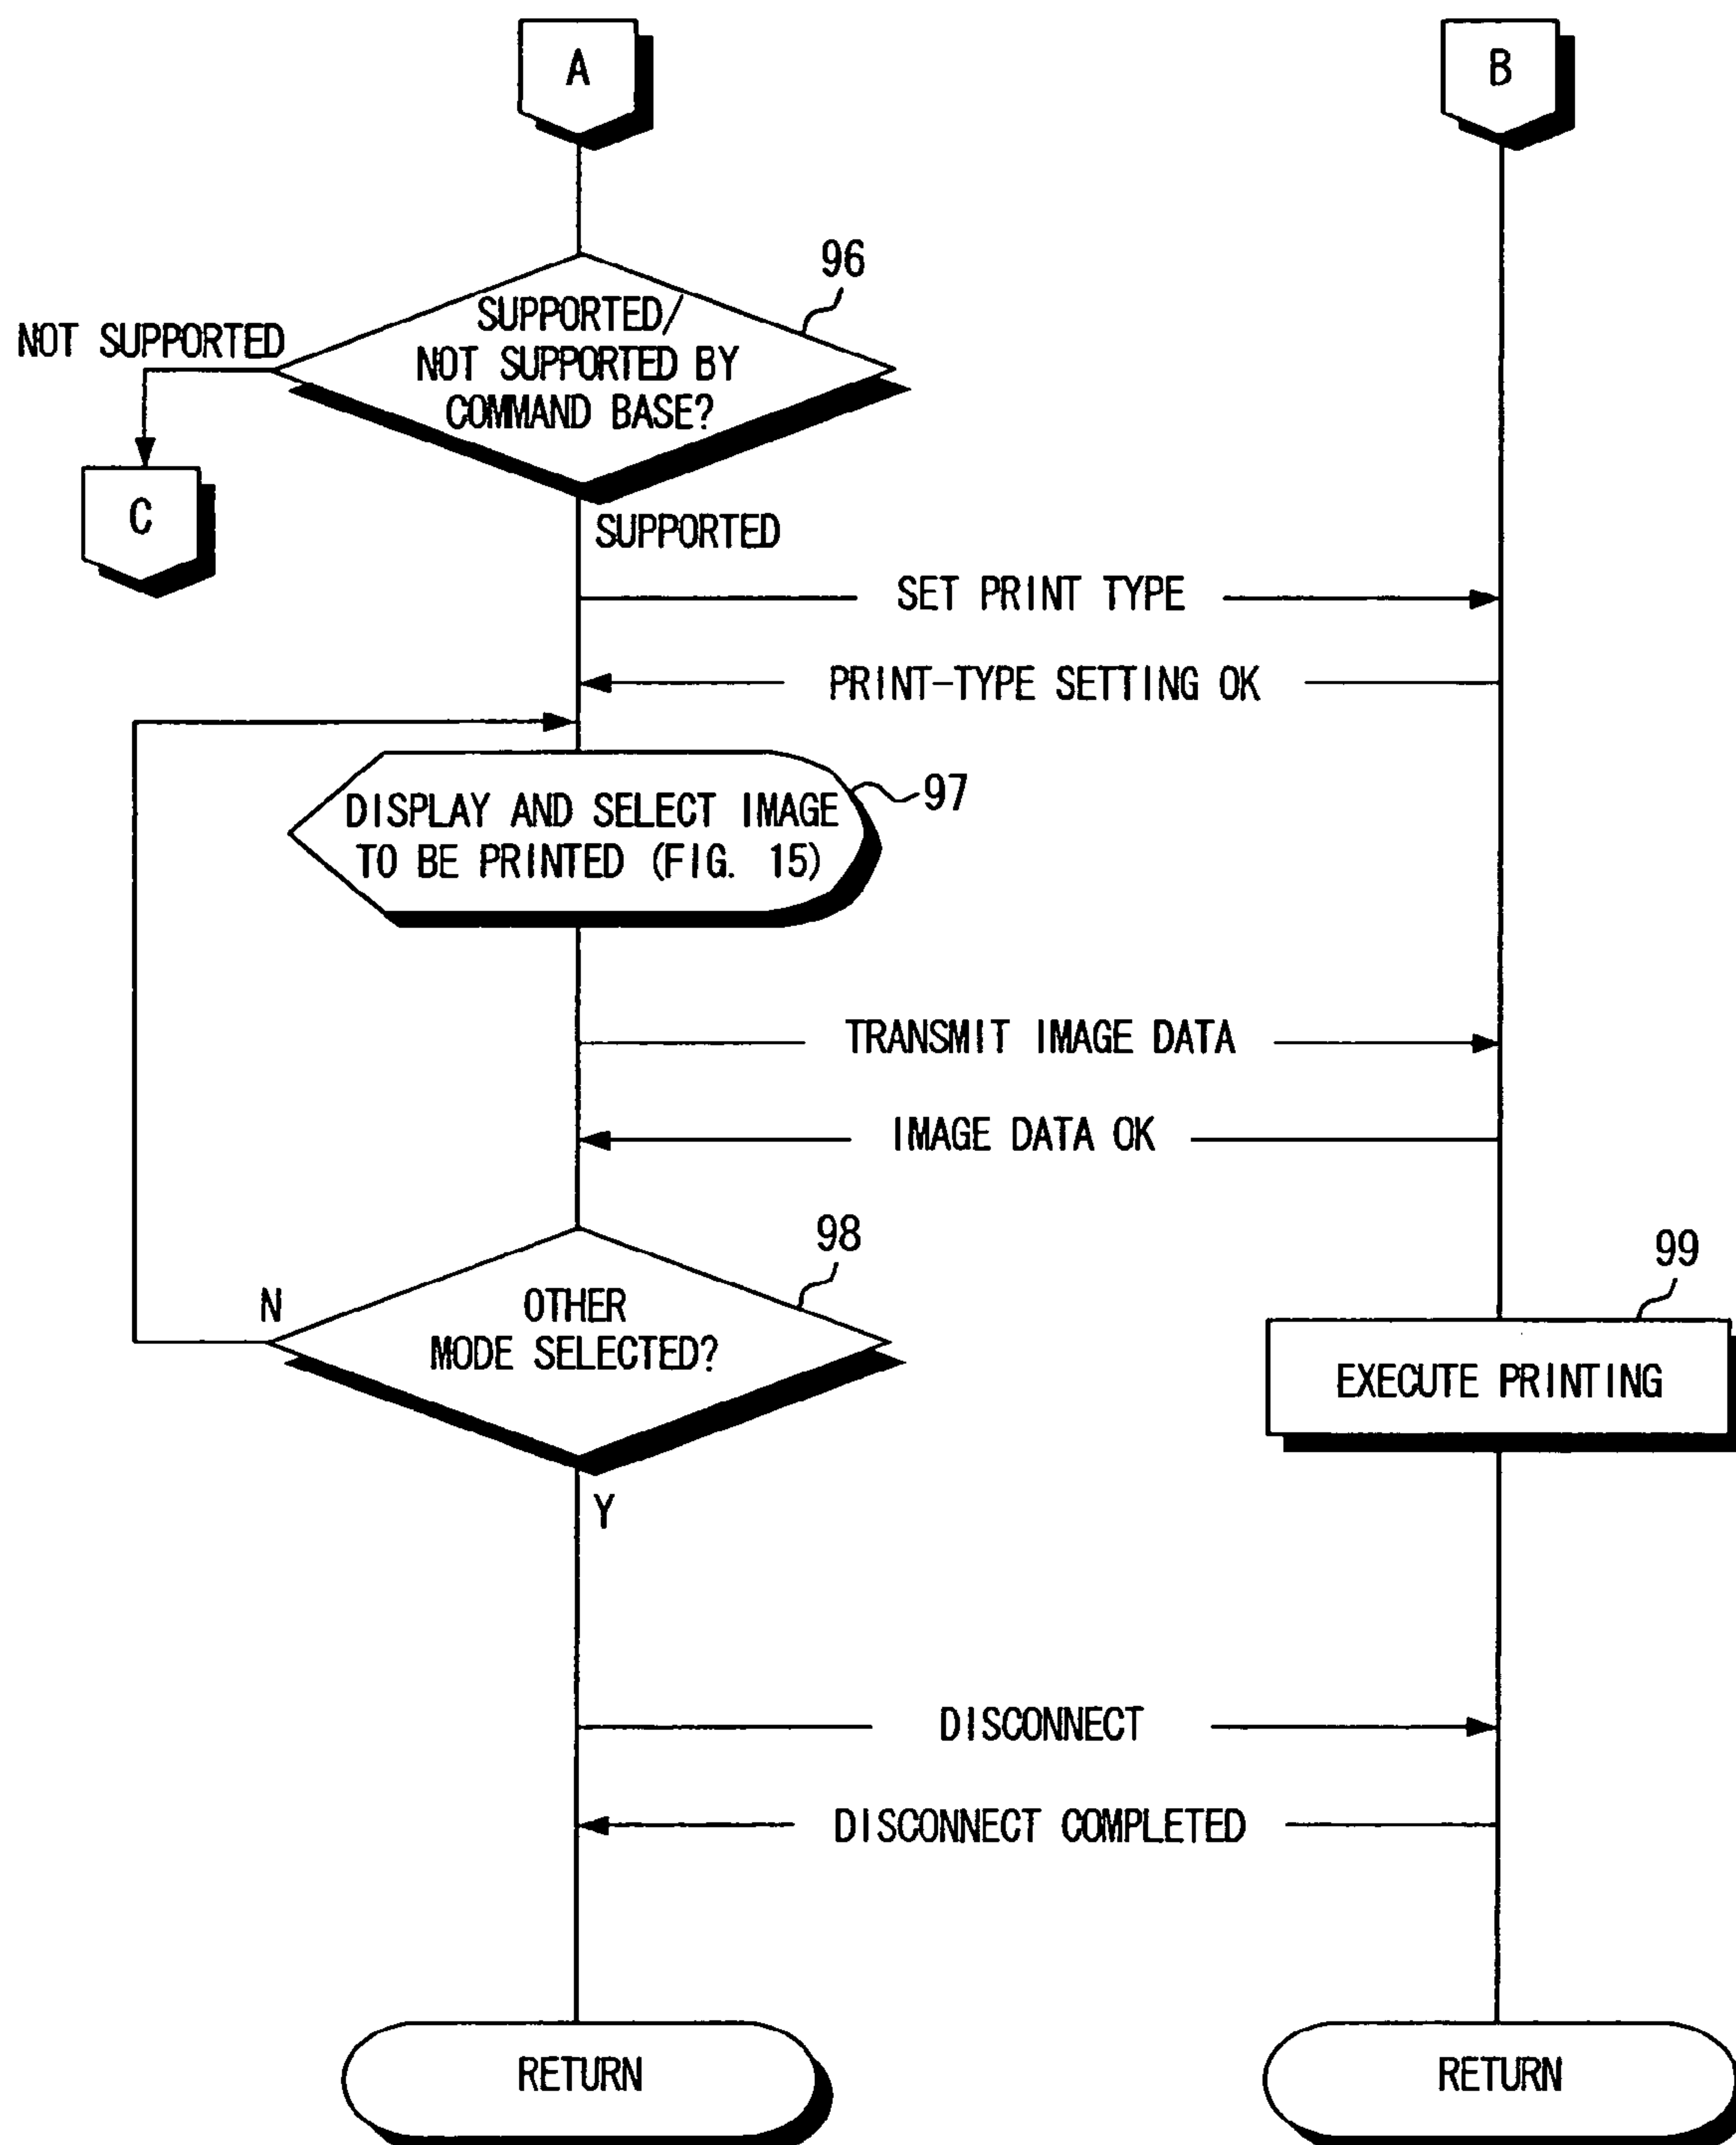 A
B
96
SUPPORTED/
NOT SUPPORTED BY
COMMAND BASE?
NOT SUPPORTED
C
SUPPORTED
SET PRINT TYPE
PRINT-TYPE SETTING OK
97
DISPLAY AND SELECT IMAGE
TO BE PRINTED (FIG. 15)
TRANSMIT IMAGE DATA
IMAGE DATA OK
98
N
OTHER
MODE SELECTED?
99
EXECUTE PRINTING
Y
DISCONNECT
DISCONNECT COMPLETED
RETURN
RETURN